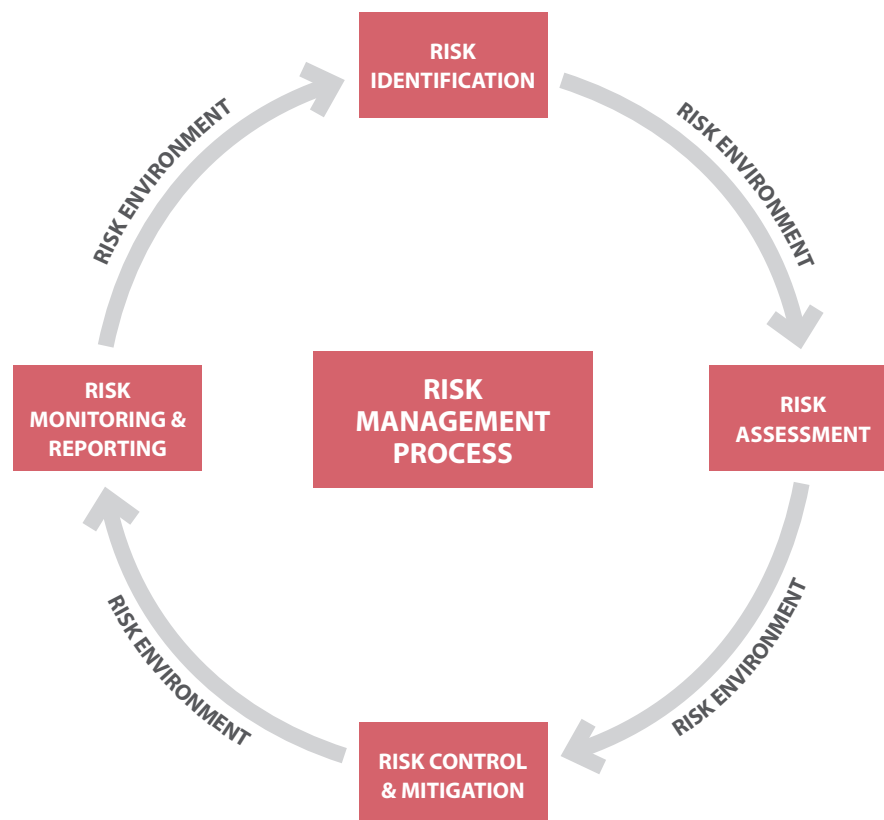 RISK
IDENTIFICATION
RISK ENVIRONMENT
RISK ENVIRONMENT
RISK
MONITORING &
REPORTING
RISK
MANAGEMENT
PROCESS
RISK
ASSESSMENT
RISK ENVIRONMENT
RISK ENVIRONMENT
RISK CONTROL
& MITIGATION